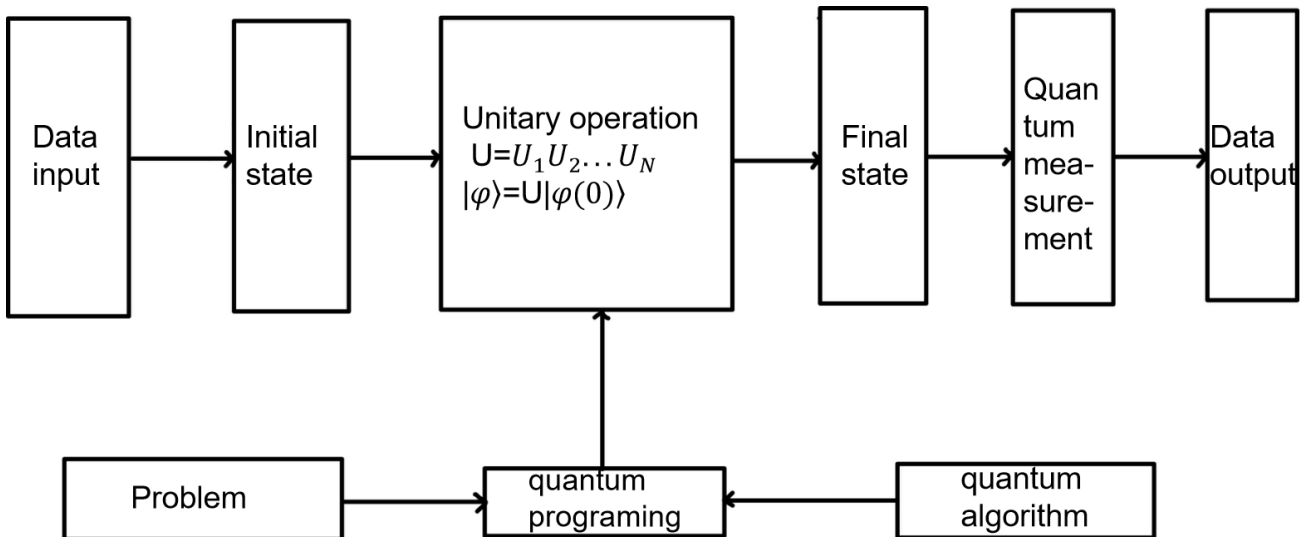 Data
input
Initial
state
Unitary operation
U=𝑈₁𝑈₂…𝑈_N
|𝜑⟩=U|𝜑(0)⟩
Final
state
Quan
tum
mea-
sure-
ment
Data
output
Problem
quantum
programing
quantum
algorithm